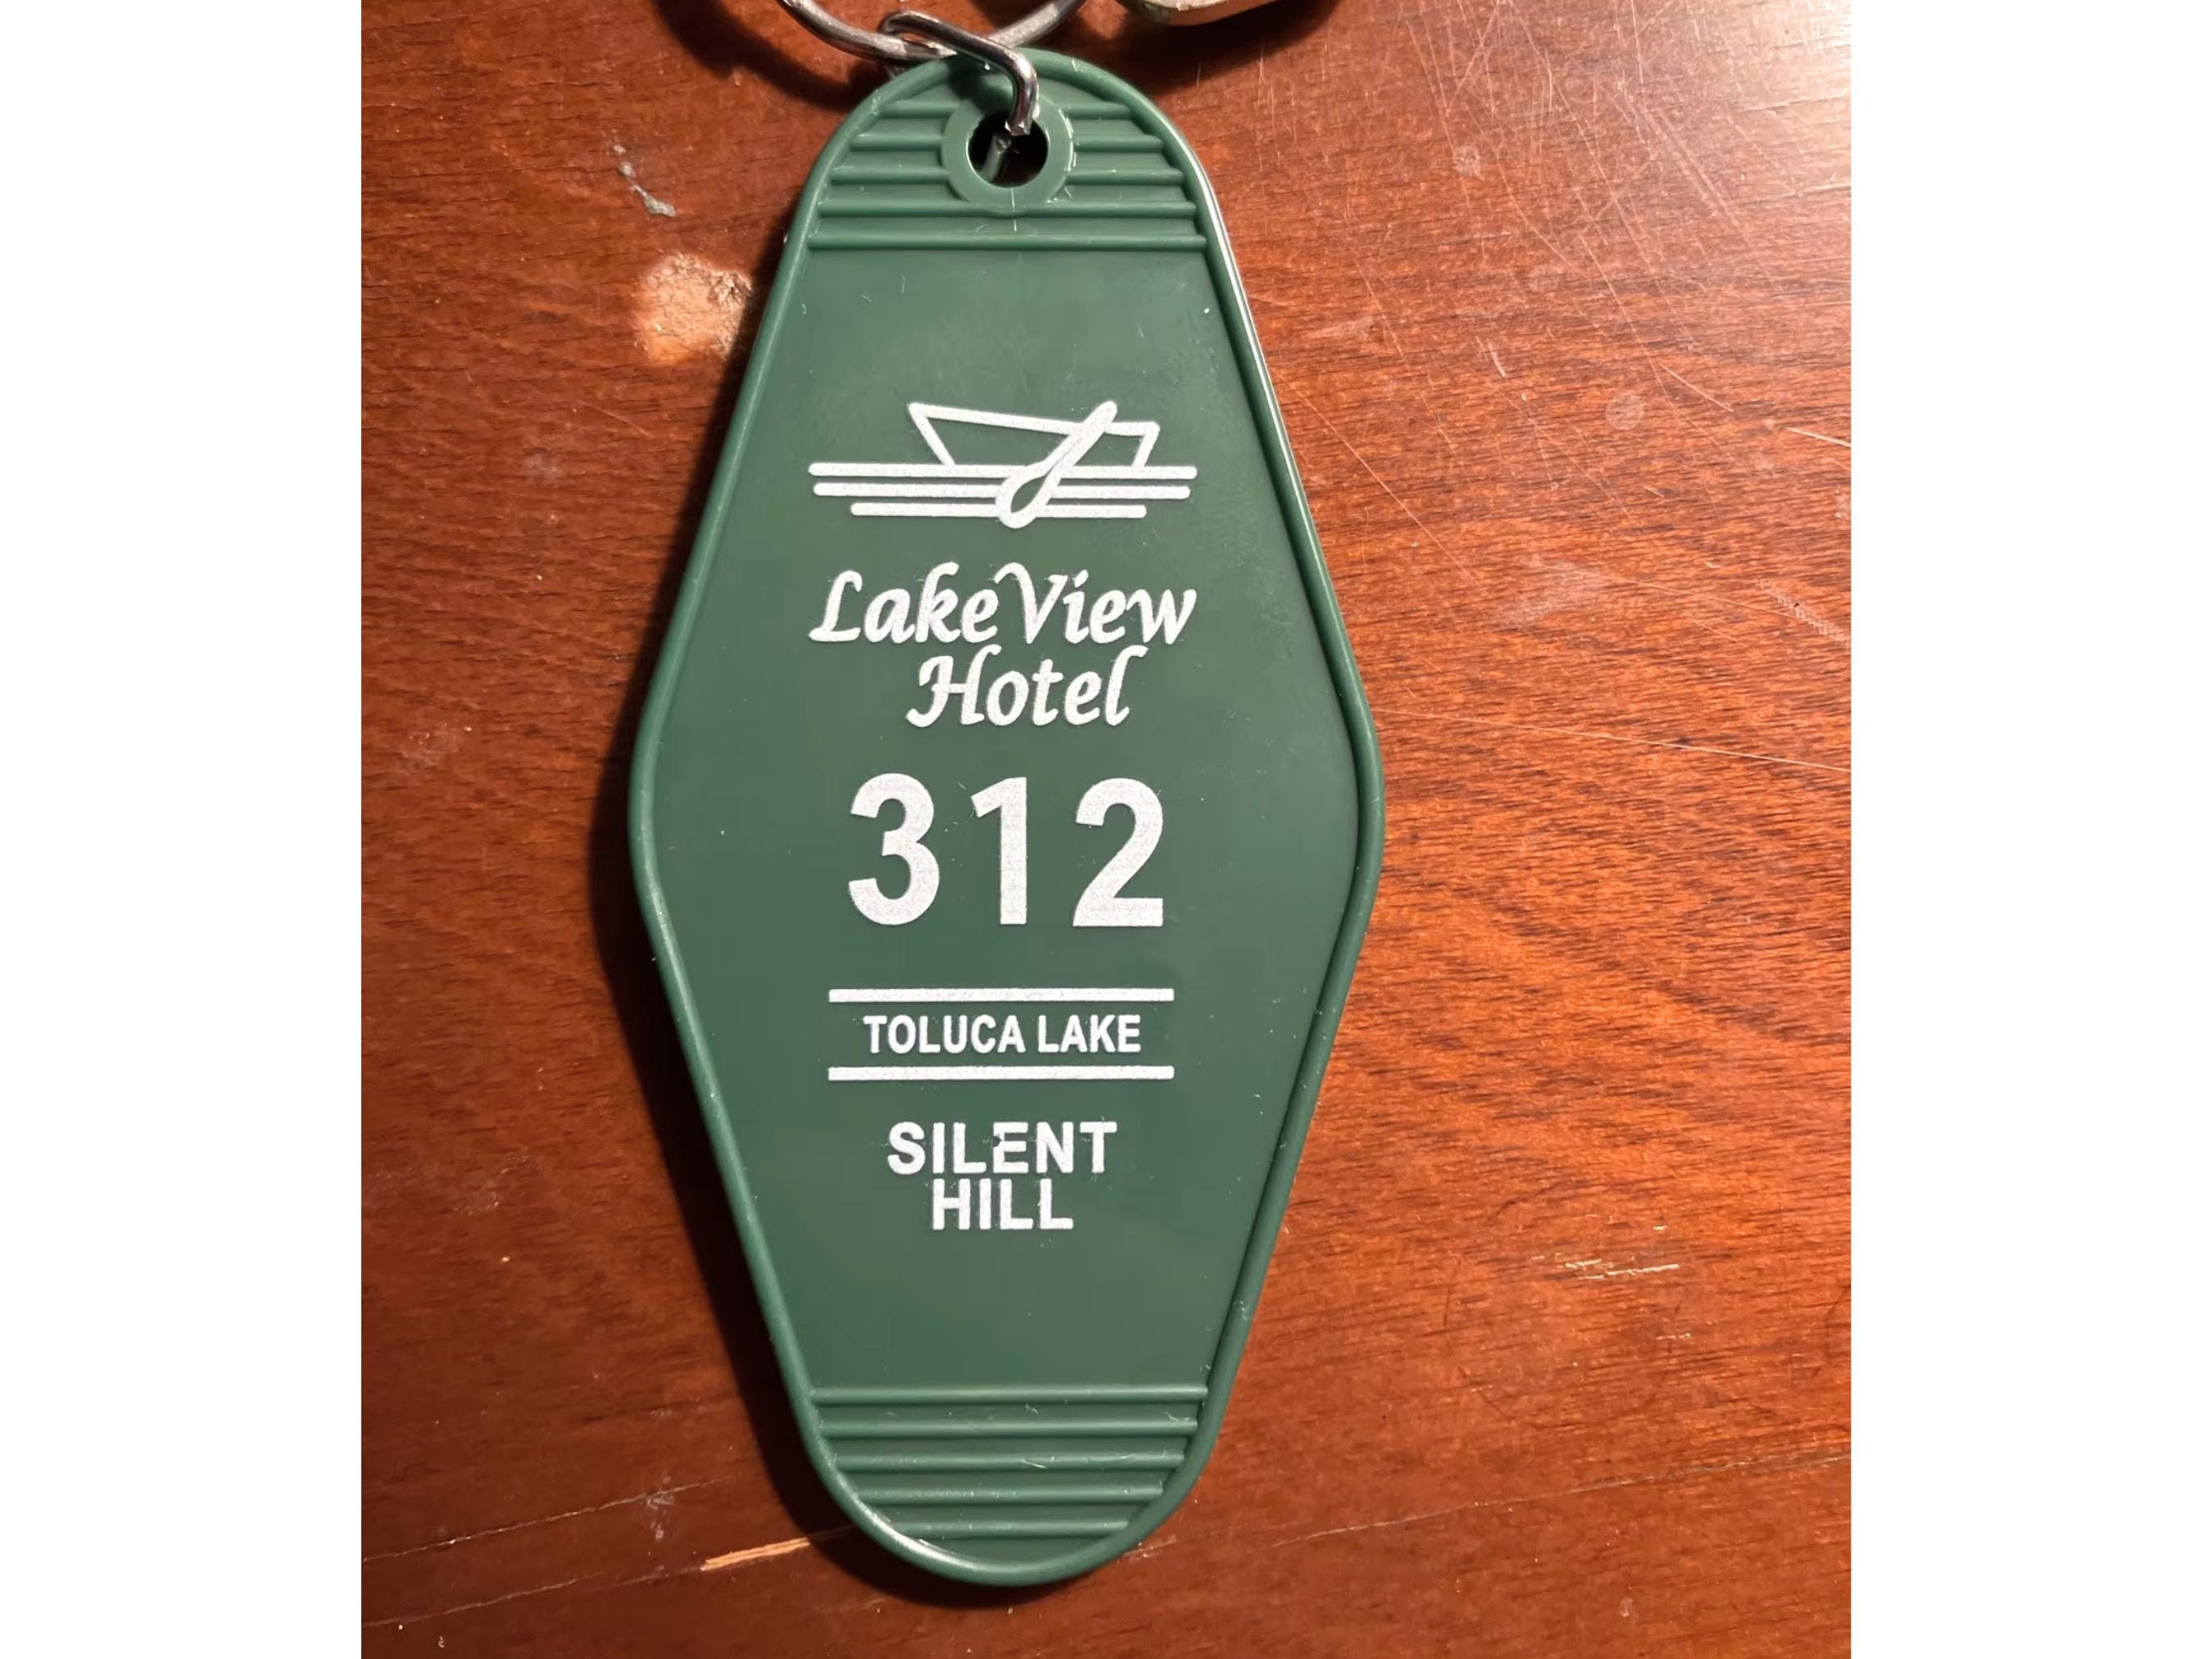 Lake View
Hotel
312
TOLUCA LAKE
SILENT
HILL